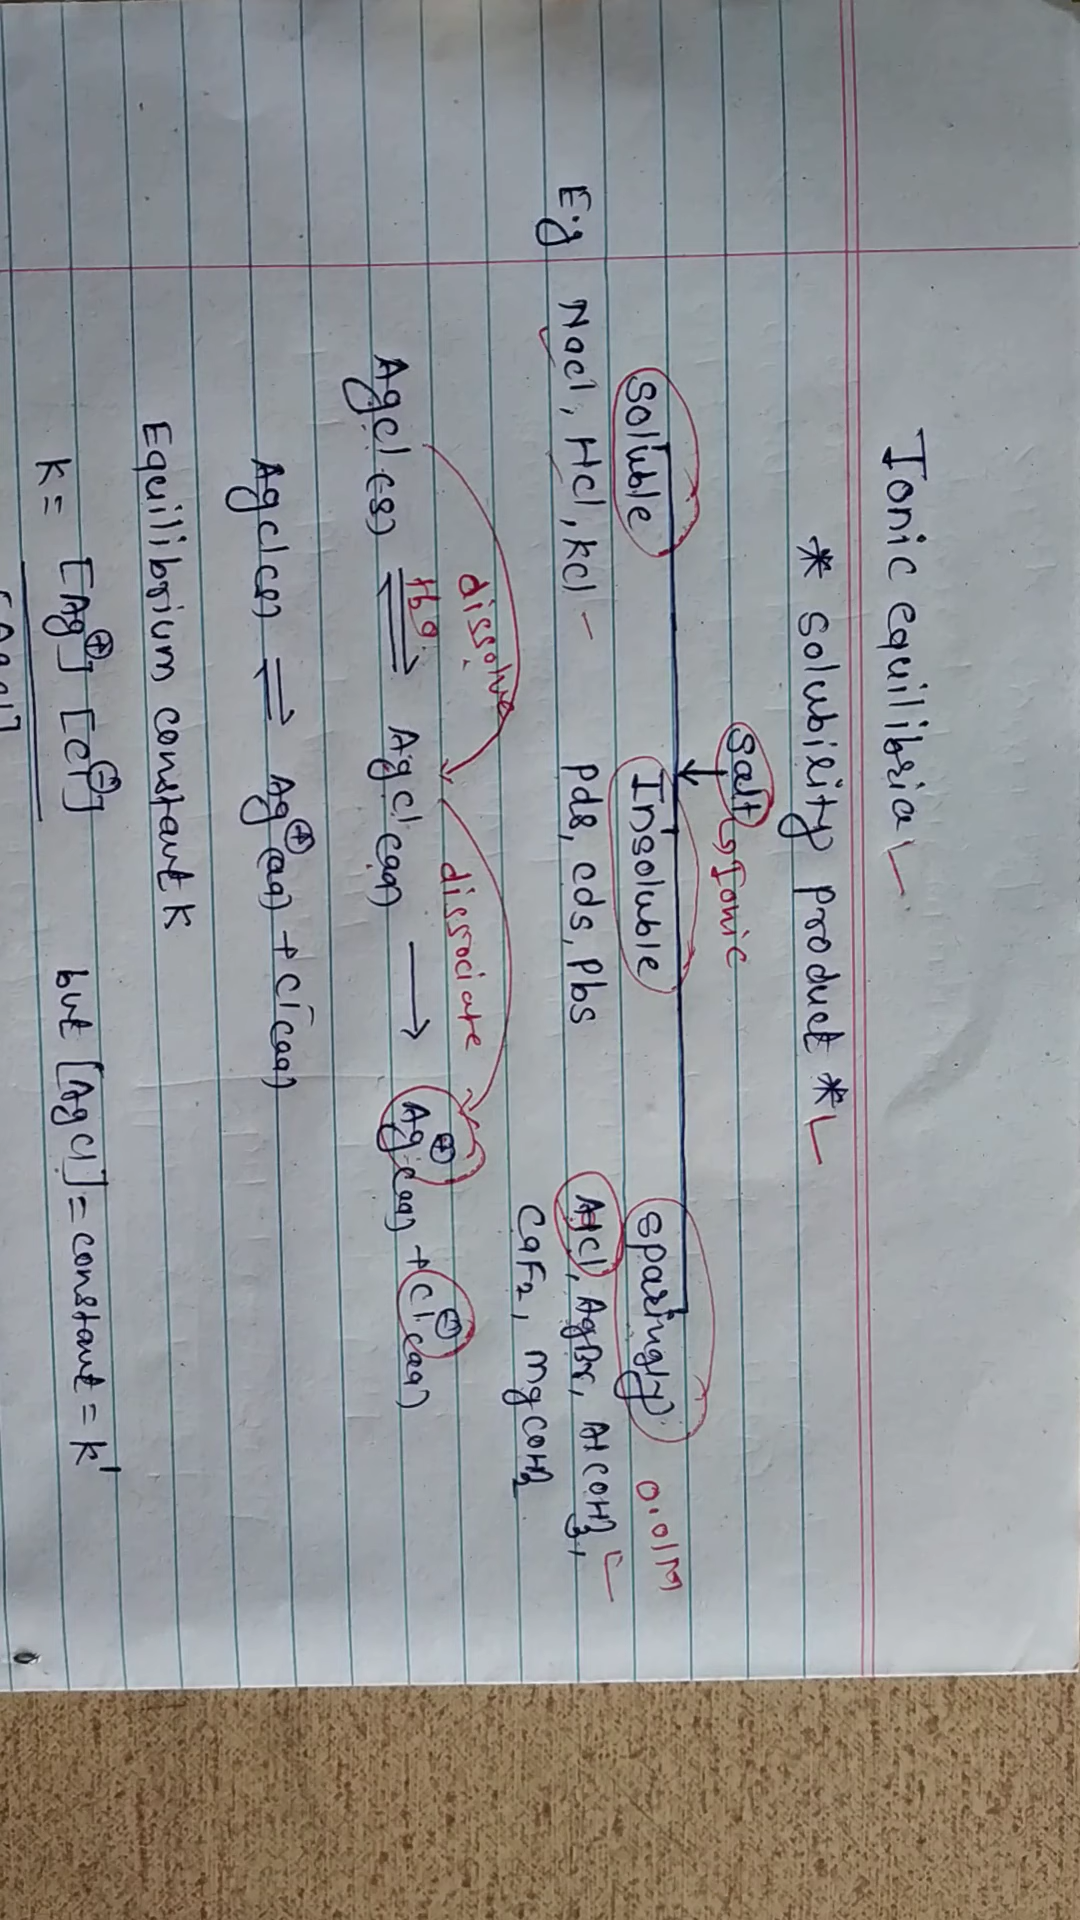 Ionic equilibria
* Solubility product *
Salt → Ionic
Soluble Insoluble Sparingly 0.01M
E.g Nacl, Hcl, kcl Pds, cds, Pbs AHCl, AgBr, Al(OH)3,
CaF2, Mg(OH)2
dissolve dissociate
Agcl(s) ⇌ H2O Agcl(aq) → Ag⊕(aq) + Cl⊖(aq)
Agcl(s) ⇌ Ag⊕(aq) + Cl-(aq)
Equilibrium constant K
K = [Ag⊕] [Cl⊖] but [AgCl] = constant = K'
[AgCl]